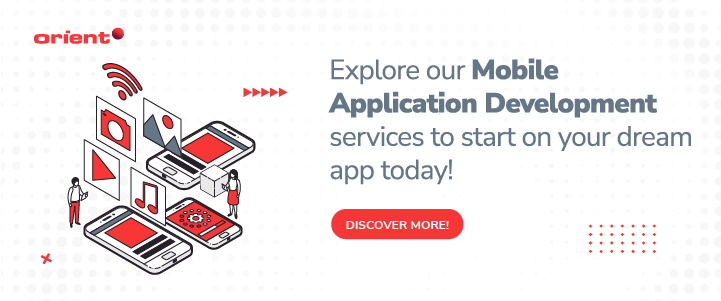 orient
Explore our Mobile
Application Development
services to start on your dream
app today!
DISCOVER MORE!